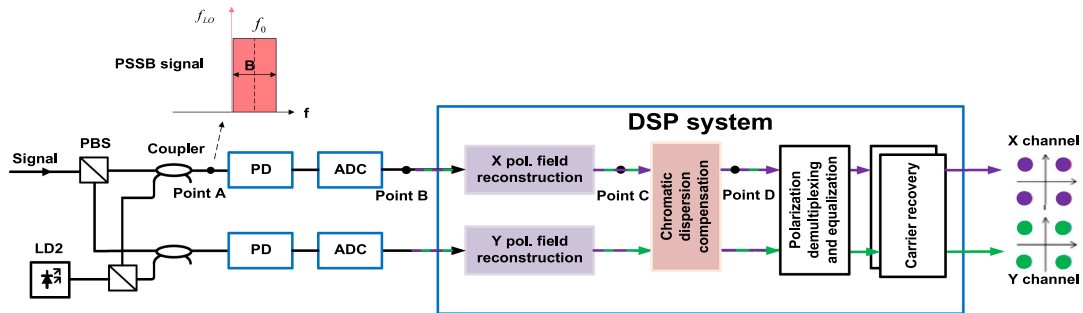 f_LO
f_0
PSSB signal
B
f
DSP system
PBS
Coupler
Signal
Point A
PD
ADC
Point B
X pol. field
reconstruction
Point C
Chromatic
dispersion
compensation
Point D
Polarization
demultiplexing
and equalization
Carrier recovery
X channel
LD2
PD
ADC
Y pol. field
reconstruction
Y channel